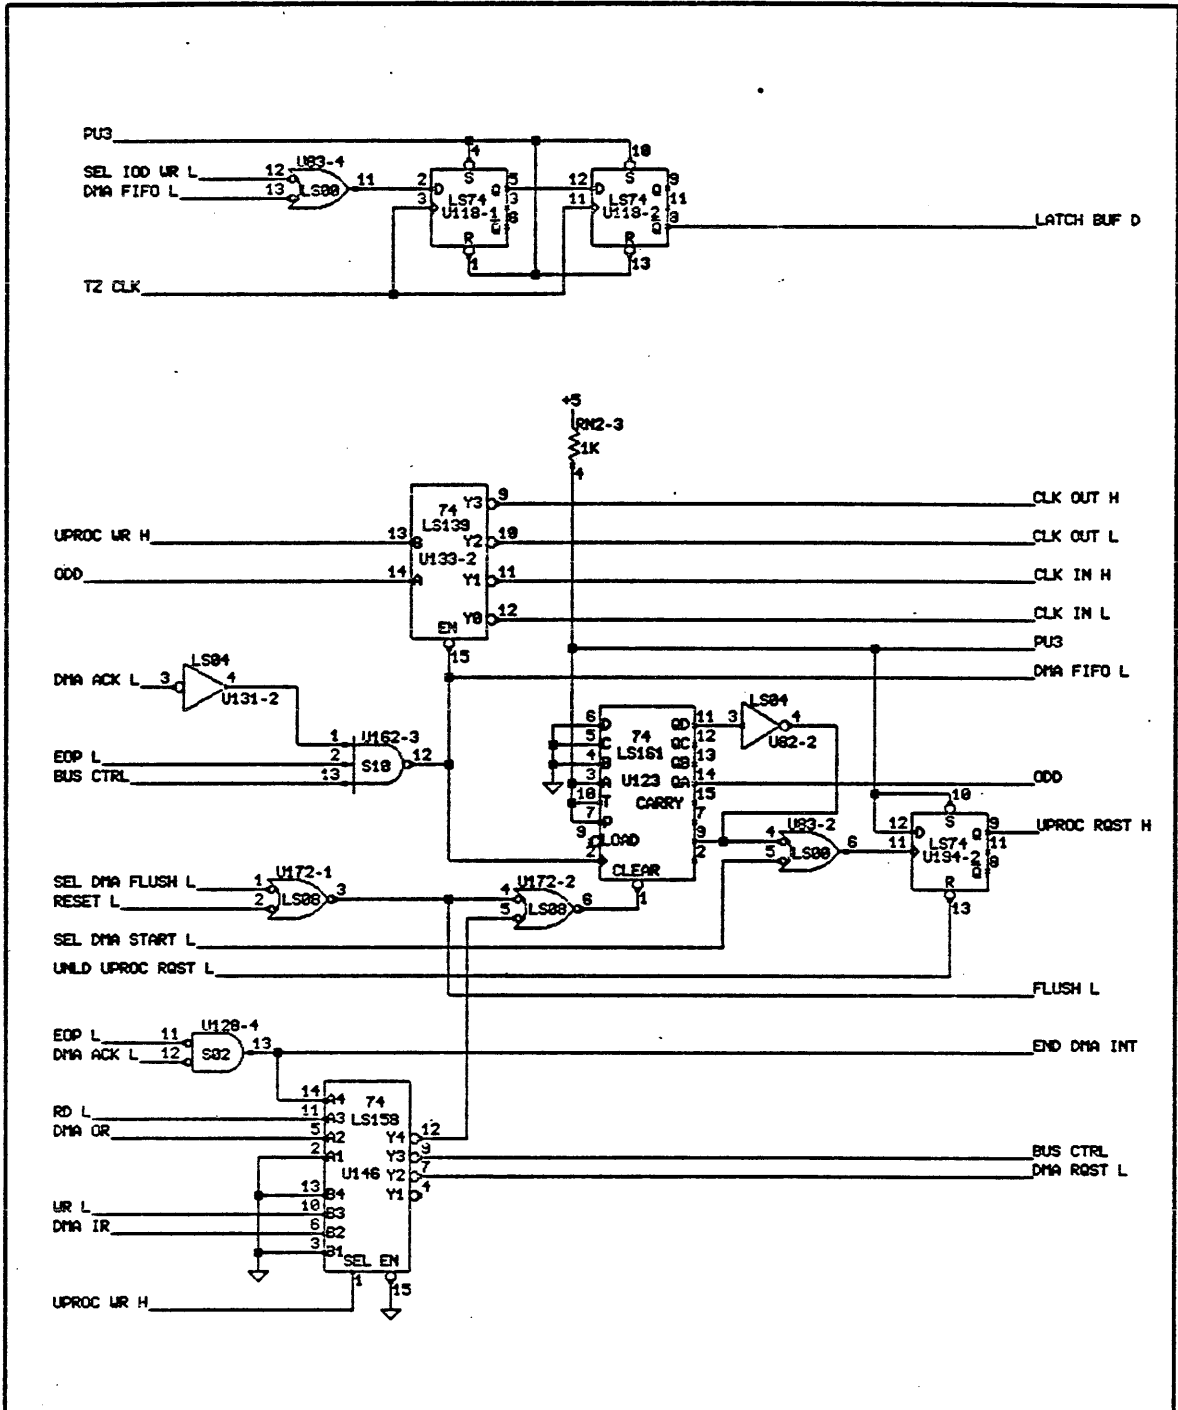 PU3
SEL IOD WR L
DMA FIFO L
12
13
U83-4
LS00
11
4
S
2
D
3
Q
5
3
Q
6
LS74
U118-1
R
1
10
S
12
D
11
Q
9
11
Q
8
LS74
U118-2
R
13
LATCH BUF D
TZ CLK
+5
RN2-3
1K
4
UPROC WR H
ODD
13
B
14
A
74
LS139
U133-2
Y3
9
Y2
10
Y1
11
Y0
12
EN
15
CLK OUT H
CLK OUT L
CLK IN H
CLK IN L
PU3
DMA FIFO L
DMA ACK L
3
LS04
4
U131-2
EOP L
BUS CTRL
1
2
13
U162-3
S10
12
6
D
5
C
4
B
3
A
10
T
7
P
9
LOAD
2
CLEAR
1
74
LS161
U123
CARRY
QD
11
QC
12
QB
13
QA
14
15
7
9
2
3
LS04
4
U82-2
ODD
U83-2
4
5
LS00
6
10
S
12
D
11
LS74
U194-2
Q
9
11
Q
8
R
13
UPROC RQST H
SEL DMA FLUSH L
RESET L
1
2
U172-1
LS08
3
U172-2
4
5
LS08
6
SEL DMA START L
UNLD UPROC RQST L
FLUSH L
EOP L
DMA ACK L
11
12
U128-4
S02
13
END DMA INT
RD L
DMA OR
14
A4
11
A3
5
A2
2
A1
13
B4
10
B3
6
B2
3
B1
74
LS158
U146
Y4
12
Y3
9
Y2
7
Y1
4
SEL EN
1
15
BUS CTRL
DMA RQST L
WR L
DMA IR
UPROC WR H